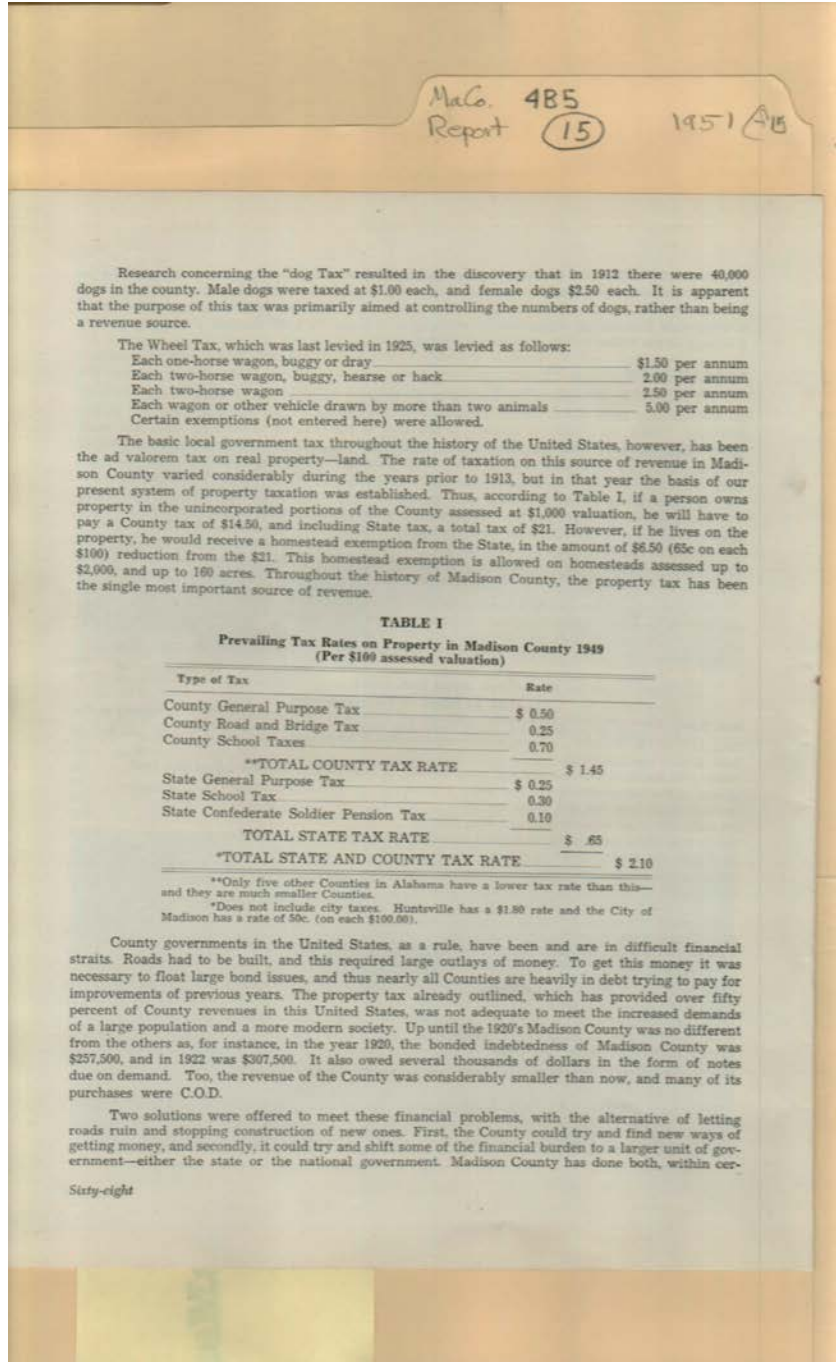 MaCo. 4B5
Report 15 1951
Research concerning the "dog Tax" resulted in the discovery that in 1912 there were 40,000
dogs in the county. Male dogs were taxed at $1.00 each, and female dogs $2.50 each. It is apparent
that the purpose of this tax was primarily aimed at controlling the numbers of dogs, rather than being
a revenue source.
The Wheel Tax, which was last levied in 1925, was levied as follows:
Each one-horse wagon, buggy or dray $1.50 per annum
Each two-horse wagon, buggy, hearse or hack 2.00 per annum
Each two-horse wagon 2.50 per annum
Each wagon or other vehicle drawn by more than two animals 5.00 per annum
Certain exemptions (not entered here) were allowed.
The basic local government tax throughout the history of the United States, however, has been
the ad valorem tax on real property—land. The rate of taxation on this source of revenue in Madi-
son County varied considerably during the years prior to 1913, but in that year the basis of our
present system of property taxation was established. Thus, according to Table I, if a person owns
property in the unincorporated portions of the County assessed at $1,000 valuation, he will have to
pay a County tax of $14.50, and including State tax, a total tax of $21. However, if he lives on the
property, he would receive a homestead exemption from the State, in the amount of $6.50 (65c on each
$100) reduction from the $21. This homestead exemption is allowed on homesteads assessed up to
$2,000, and up to 160 acres. Throughout the history of Madison County, the property tax has been
the single most important source of revenue.
TABLE I
Prevailing Tax Rates on Property in Madison County 1949
(Per $100 assessed valuation)
Type of Tax Rate
County General Purpose Tax $ 0.50
County Road and Bridge Tax 0.25
County School Taxes 0.70
**TOTAL COUNTY TAX RATE $ 1.45
State General Purpose Tax $ 0.25
State School Tax 0.30
State Confederate Soldier Pension Tax 0.10
TOTAL STATE TAX RATE $ .65
*TOTAL STATE AND COUNTY TAX RATE $ 2.10
**Only five other Counties in Alabama have a lower tax rate than this—
and they are much smaller Counties.
*Does not include city taxes. Huntsville has a $1.80 rate and the City of
Madison has a rate of 50c. (on each $100.00).
County governments in the United States, as a rule, have been and are in difficult financial
straits. Roads had to be built, and this required large outlays of money. To get this money it was
necessary to float large bond issues, and thus nearly all Counties are heavily in debt trying to pay for
improvements of previous years. The property tax already outlined, which has provided over fifty
percent of County revenues in this United States, was not adequate to meet the increased demands
of a large population and a more modern society. Up until the 1920's Madison County was no different
from the others as, for instance, in the year 1920, the bonded indebtedness of Madison County was
$257,500, and in 1922 was $307,500. It also owed several thousands of dollars in the form of notes
due on demand. Too, the revenue of the County was considerably smaller than now, and many of its
purchases were C.O.D.
Two solutions were offered to meet these financial problems, with the alternative of letting
roads ruin and stopping construction of new ones. First, the County could try and find new ways of
getting money, and secondly, it could try and shift some of the financial burden to a larger unit of gov-
ernment—either the state or the national government. Madison County has done both, within cer-
Sixty-eight